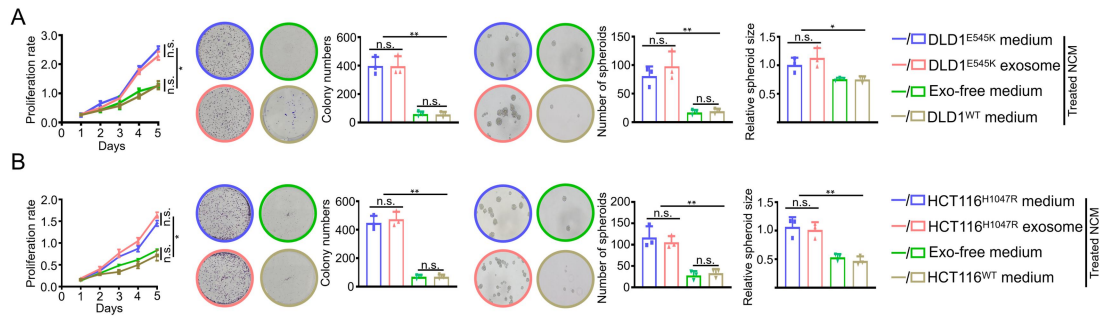 A
Proliferation rate
3.0
2.5
2.0
1.5
1.0
0.5
0.0
0 1 2 3 4 5
Days
n.s.
*
n.s.
Colony numbers
600
400
200
0
n.s.
**
n.s.
Number of spheroids
150
100
50
0
n.s.
**
n.s.
Relative spheroid size
1.5
1.0
0.5
n.s.
*
/ DLD1E545K medium
/ DLD1E545K exosome
/ Exo-free medium
/ DLD1WT medium
Treated NCM
B
Proliferation rate
2.0
1.5
1.0
0.5
0.0
0 1 2 3 4 5
Days
n.s.
*
n.s.
Colony numbers
600
400
200
0
n.s.
**
n.s.
Number of spheroids
200
150
100
50
0
n.s.
**
n.s.
Relative spheroid size
1.5
1.0
0.5
n.s.
**
/ HCT116H1047R medium
/ HCT116H1047R exosome
/ Exo-free medium
/ HCT116WT medium
Treated NCM